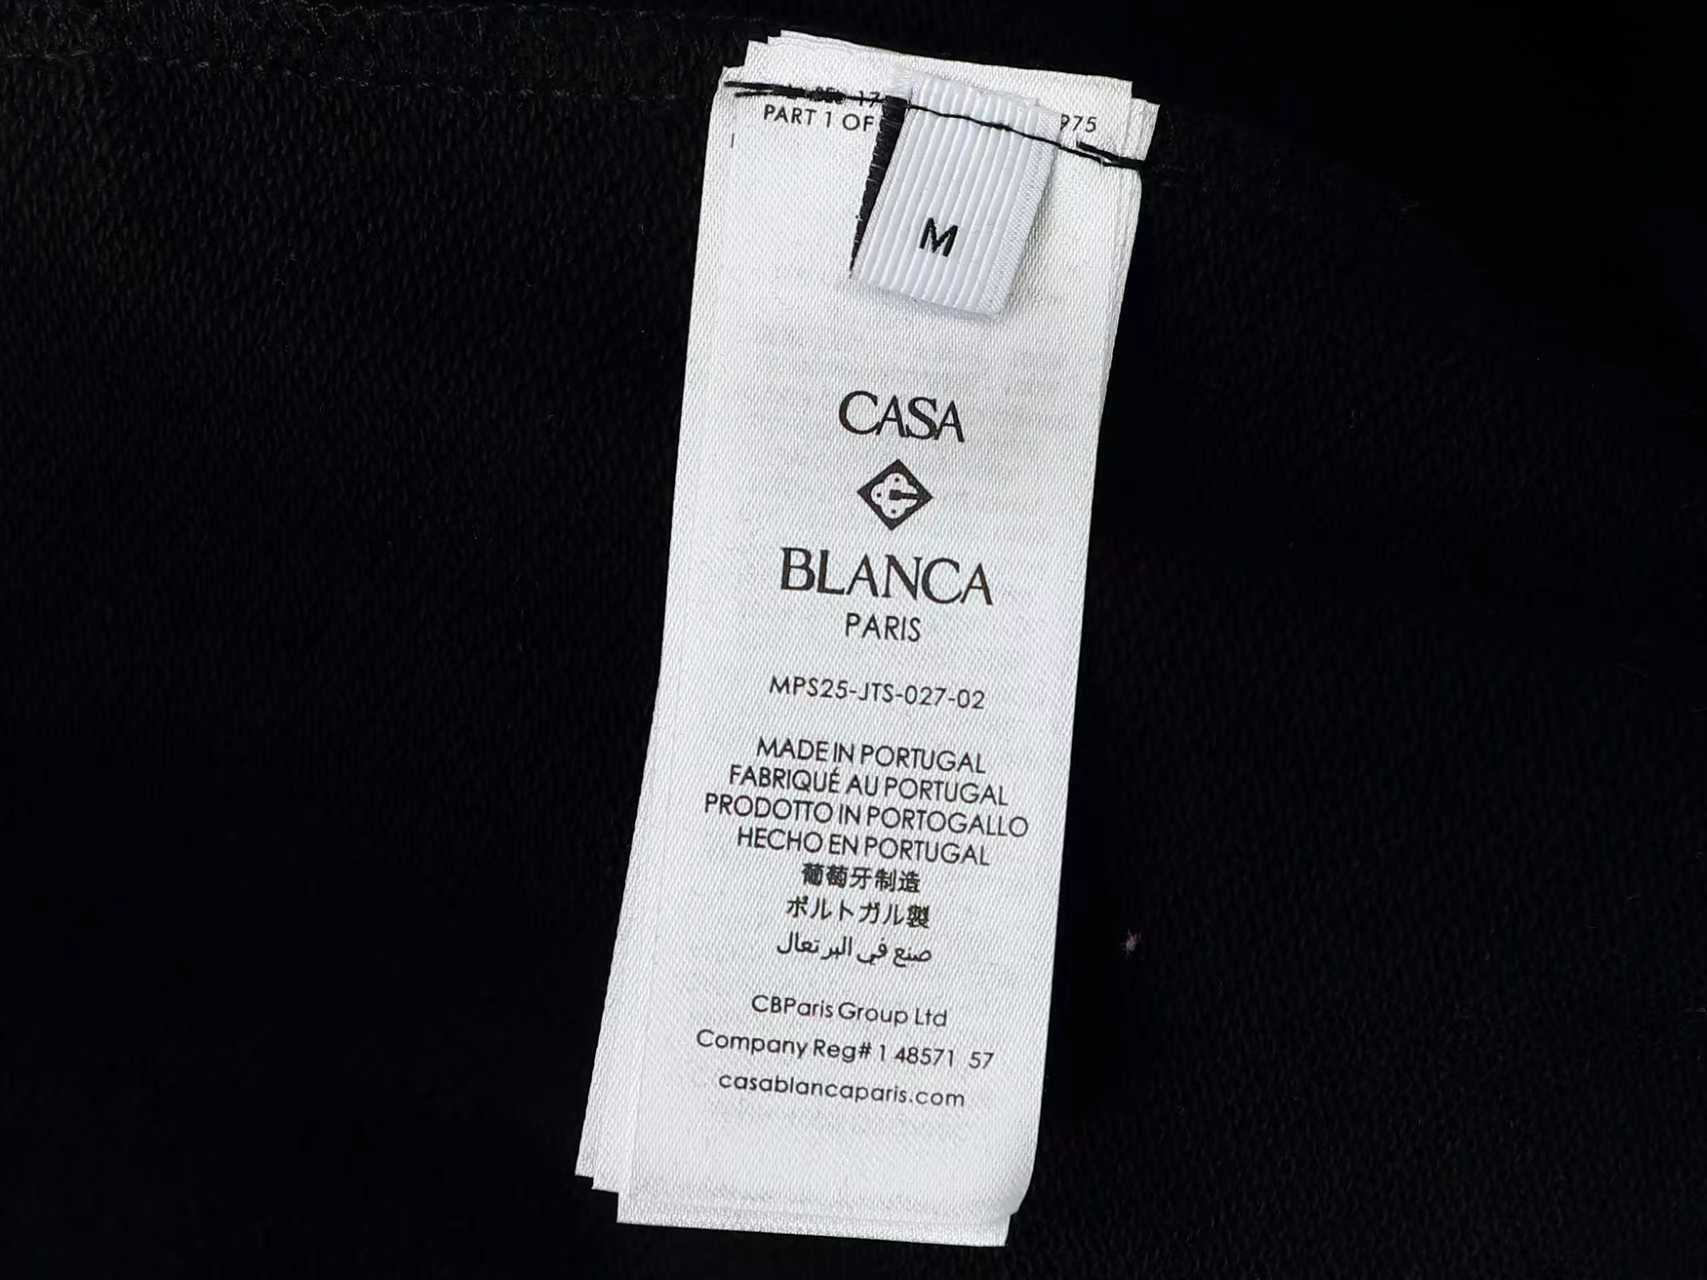 PART 1 OF 975
M
CASA
BLANCA
PARIS
MPS25-JTS-027-02
MADE IN PORTUGAL
FABRIQUÉ AU PORTUGAL
PRODOTTO IN PORTOGALLO
HECHO EN PORTUGAL
葡萄牙制造
ポルトガル製
صنع في البرتغال
CBParis Group Ltd
Company Reg# 1 48571 57
casablancaparis.com